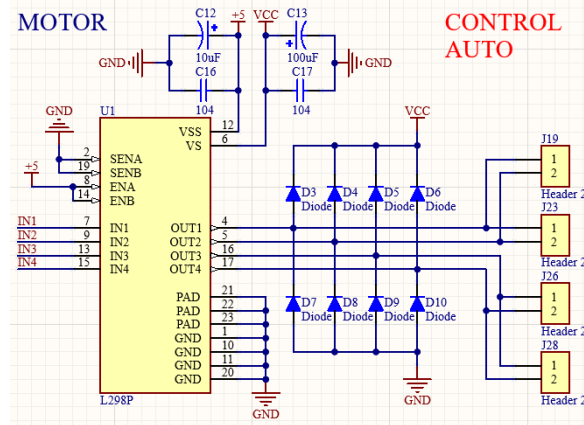 MOTOR
CONTROL
AUTO
C12
+5
VCC
C13
GND
10uF
100uF
GND
C16
C17
104
104
GND
U1
VCC
VSS
12
VS
6
J19
+5
2
SENA
19
SENB
8
ENA
14
ENB
1
2
Header 2
D3
Diode
D4
Diode
D5
Diode
D6
Diode
J23
IN1
7
IN1
OUT1
4
1
IN2
9
IN2
OUT2
5
2
IN3
13
IN3
OUT3
16
Header 2
IN4
15
IN4
OUT4
17
J26
PAD
21
1
PAD
22
2
PAD
23
Header 2
D7
Diode
D8
Diode
D9
Diode
D10
Diode
GND
1
GND
10
J28
GND
11
1
GND
20
2
Header 2
L298P
GND
GND